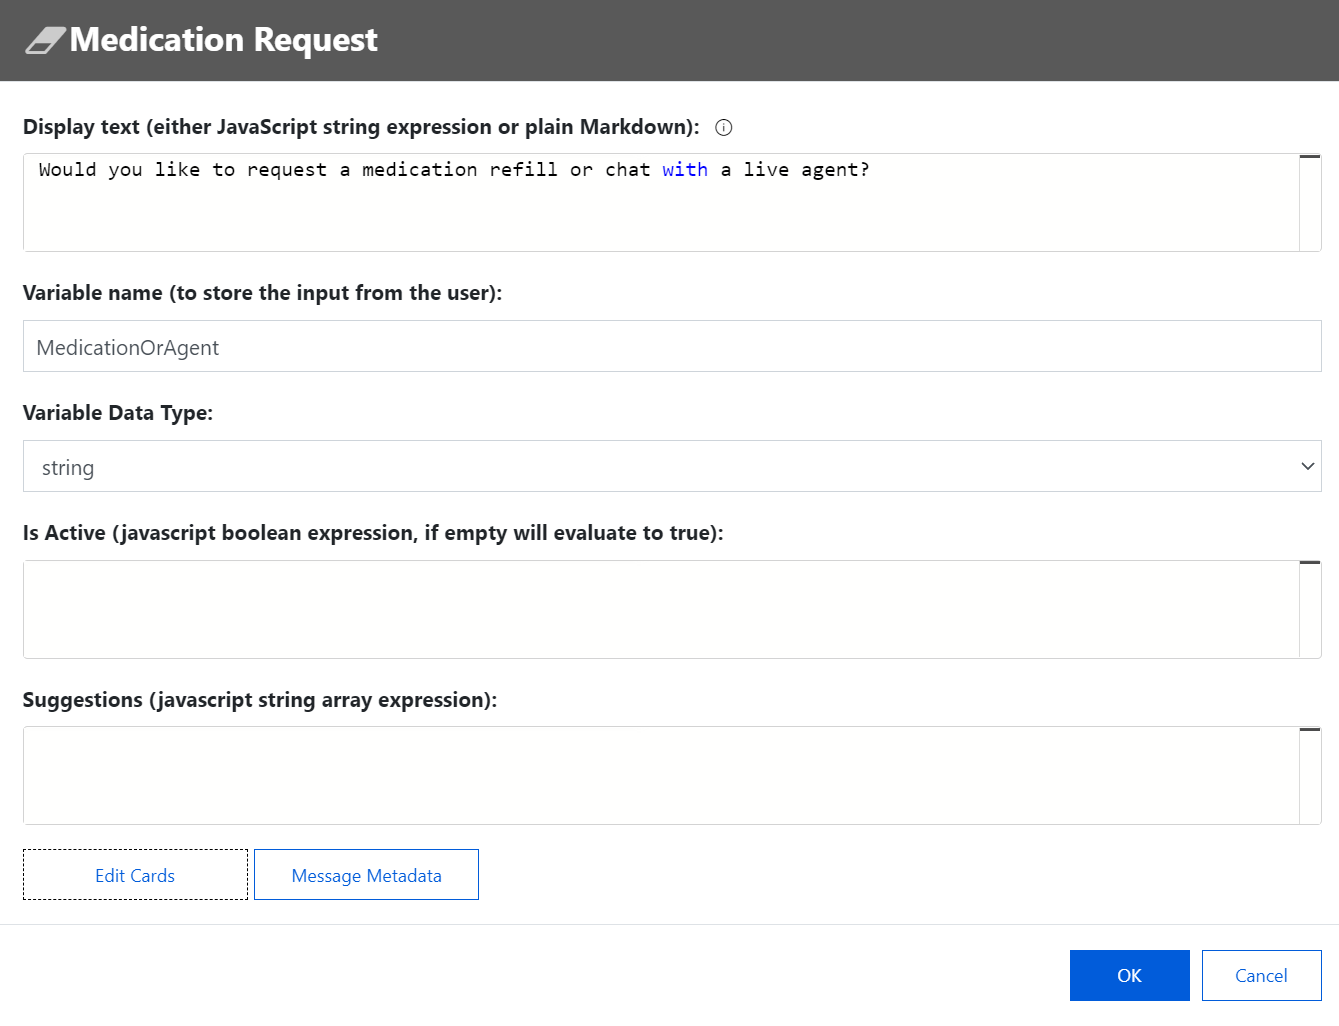 Medication Request
Display text (either JavaScript string expression or plain Markdown):
Would you like to request a medication refill or chat with a live agent?
Variable name (to store the input from the user):
MedicationOrAgent
Variable Data Type:
string
Is Active (javascript boolean expression, if empty will evaluate to true):
Suggestions (javascript string array expression):
Edit Cards
Message Metadata
OK
Cancel